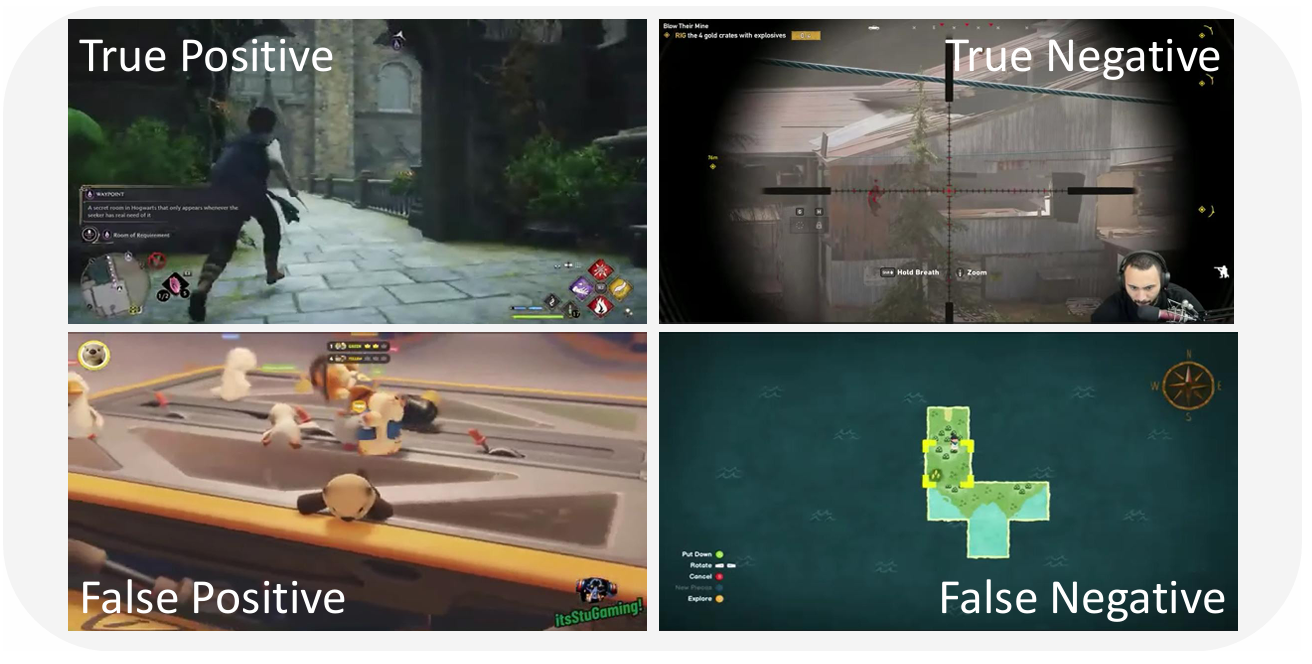 True Positive
WAYPOINT
A secret room in Hogwarts that only appears whenever the
seeker has real need of it
Room of Requirement
1/2
Blow Their Mine
RIG the 4 gold crates with explosives
True Negative
Hold Breath
Zoom
False Positive
itsStuGaming!
N
W
E
S
Put Down
Rotate
Cancel
New Pieces
Explore
False Negative